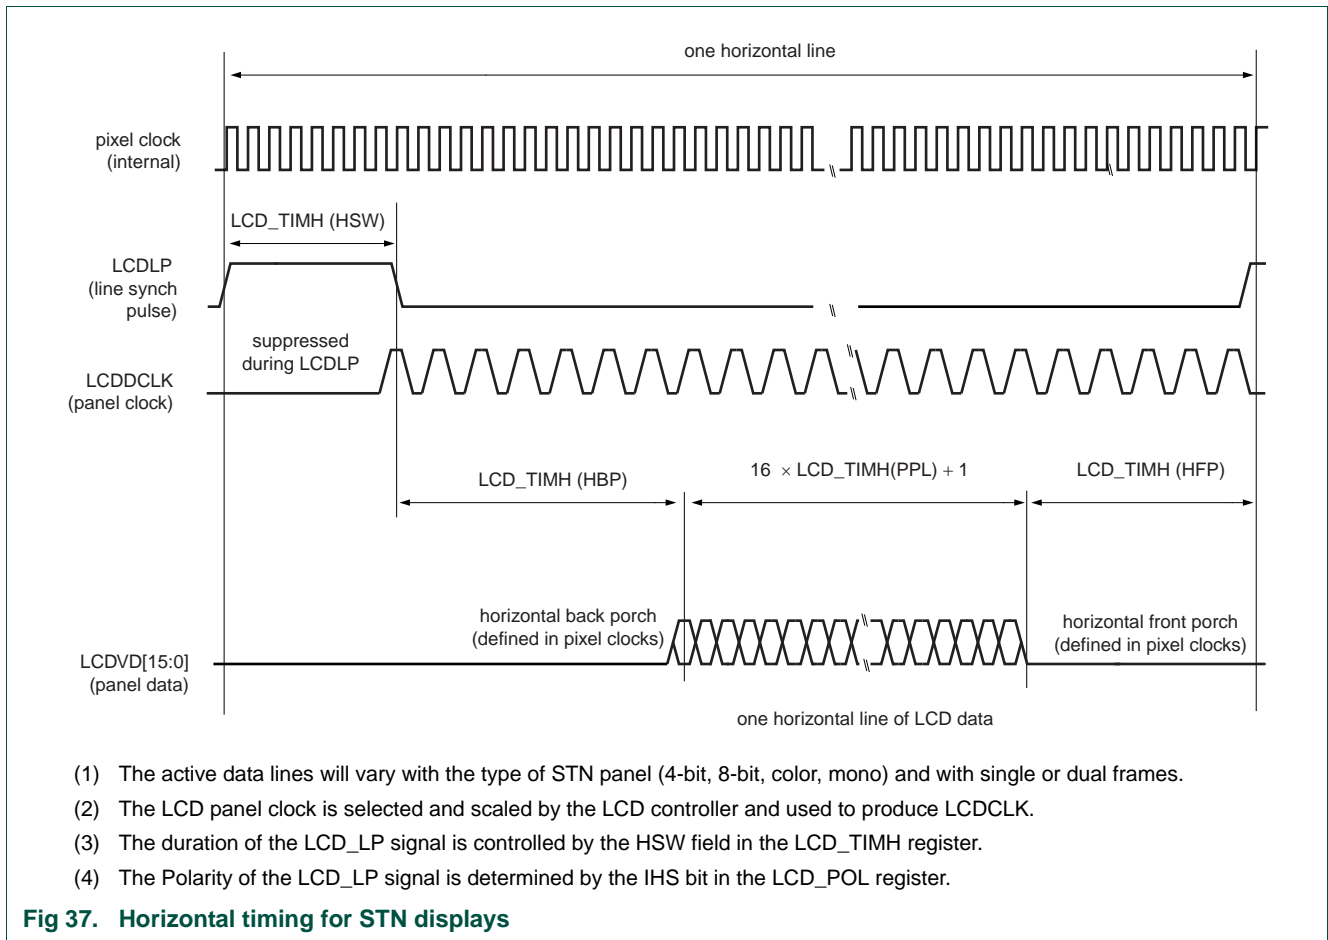 one horizontal line
pixel clock
(internal)
LCD_TIMH (HSW)
LCDLP
(line synch
pulse)
suppressed
during LCDLP
LCDDCLK
(panel clock)
LCD_TIMH (HBP)
16 × LCD_TIMH(PPL) + 1
LCD_TIMH (HFP)
horizontal back porch
(defined in pixel clocks)
horizontal front porch
(defined in pixel clocks)
LCDVD[15:0]
(panel data)
one horizontal line of LCD data
(1) The active data lines will vary with the type of STN panel (4-bit, 8-bit, color, mono) and with single or dual frames.
(2) The LCD panel clock is selected and scaled by the LCD controller and used to produce LCDCLK.
(3) The duration of the LCD_LP signal is controlled by the HSW field in the LCD_TIMH register.
(4) The Polarity of the LCD_LP signal is determined by the IHS bit in the LCD_POL register.
Fig 37. Horizontal timing for STN displays